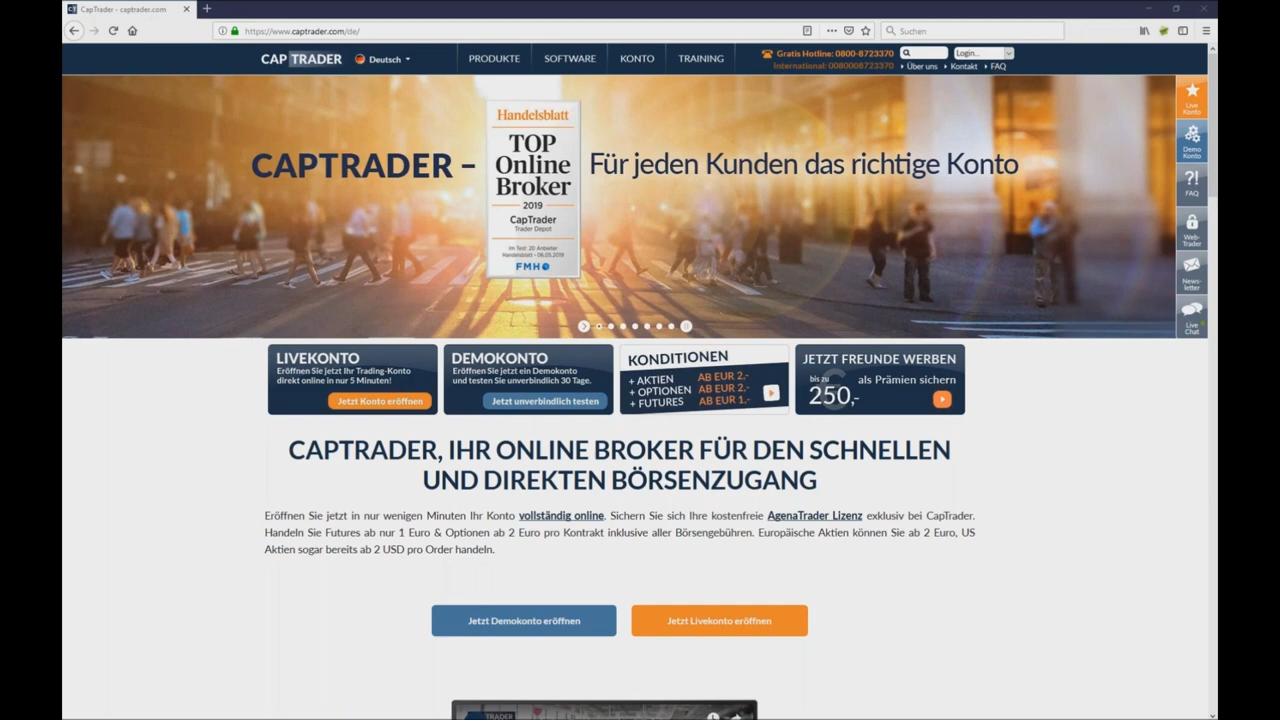 CapTrader - captrader.com
https://www.captrader.com/de/
Suchen
CAPTRADER
Deutsch
PRODUKTE
SOFTWARE
KONTO
TRAINING
Gratis Hotline: 0800-8723370
International: 0080008723370
Login...
Über uns
Kontakt
FAQ
CAPTRADER –
Handelsblatt
TOP
Online
Broker
2019
CapTrader
Trader Depot
Im Test: 20 Anbieter
Handelsblatt - 06.05.2019
FMH
Für jeden Kunden das richtige Konto
Live
Konto
Demo
Konto
?!
FAQ
Web-
Trader
News-
letter
Live
Chat
LIVEKONTO
Eröffnen Sie jetzt Ihr Trading-Konto
direkt online in nur 5 Minuten!
Jetzt Konto eröffnen
DEMOKONTO
Eröffnen Sie jetzt ein Demokonto
und testen Sie unverbindlich 30 Tage.
Jetzt unverbindlich testen
KONDITIONEN
+ AKTIEN AB EUR 2,-
+ OPTIONEN AB EUR 2,-
+ FUTURES AB EUR 1,-
JETZT FREUNDE WERBEN
bis zu
250,-
als Prämien sichern
CAPTRADER, IHR ONLINE BROKER FÜR DEN SCHNELLEN
UND DIREKTEN BÖRSENZUGANG
Eröffnen Sie jetzt in nur wenigen Minuten Ihr Konto vollständig online. Sichern Sie sich Ihre kostenfreie AgenaTrader Lizenz exklusiv bei CapTrader.
Handeln Sie Futures ab nur 1 Euro & Optionen ab 2 Euro pro Kontrakt inklusive aller Börsengebühren. Europäische Aktien können Sie ab 2 Euro, US
Aktien sogar bereits ab 2 USD pro Order handeln.
Jetzt Demokonto eröffnen
Jetzt Livekonto eröffnen
TRADER